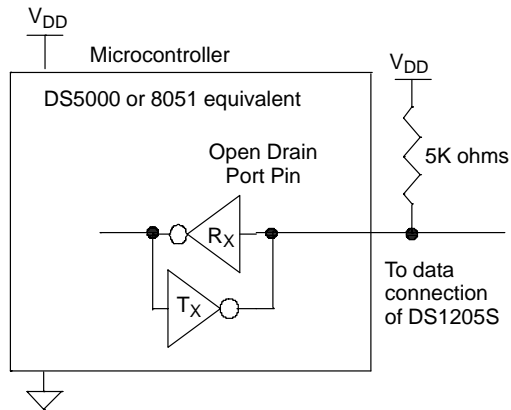 VDD
Microcontroller
VDD
DS5000 or 8051 equivalent
Open Drain
Port Pin
5K ohms
RX
TX
To data
connection
of DS1205S